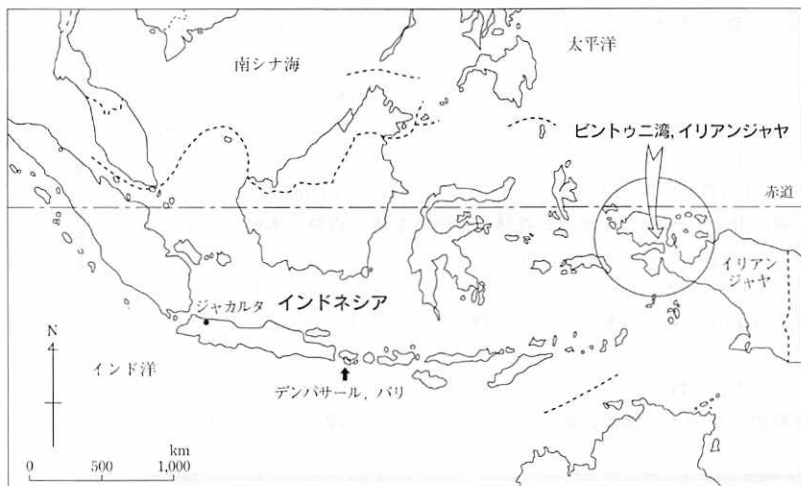 南シナ海
太平洋
ビントゥニ湾,イリアンジャヤ
赤道
イリアン
ジャヤ
ジャカルタ
インドネシア
N
インド洋
デンパサール,バリ
km
0 500 1,000